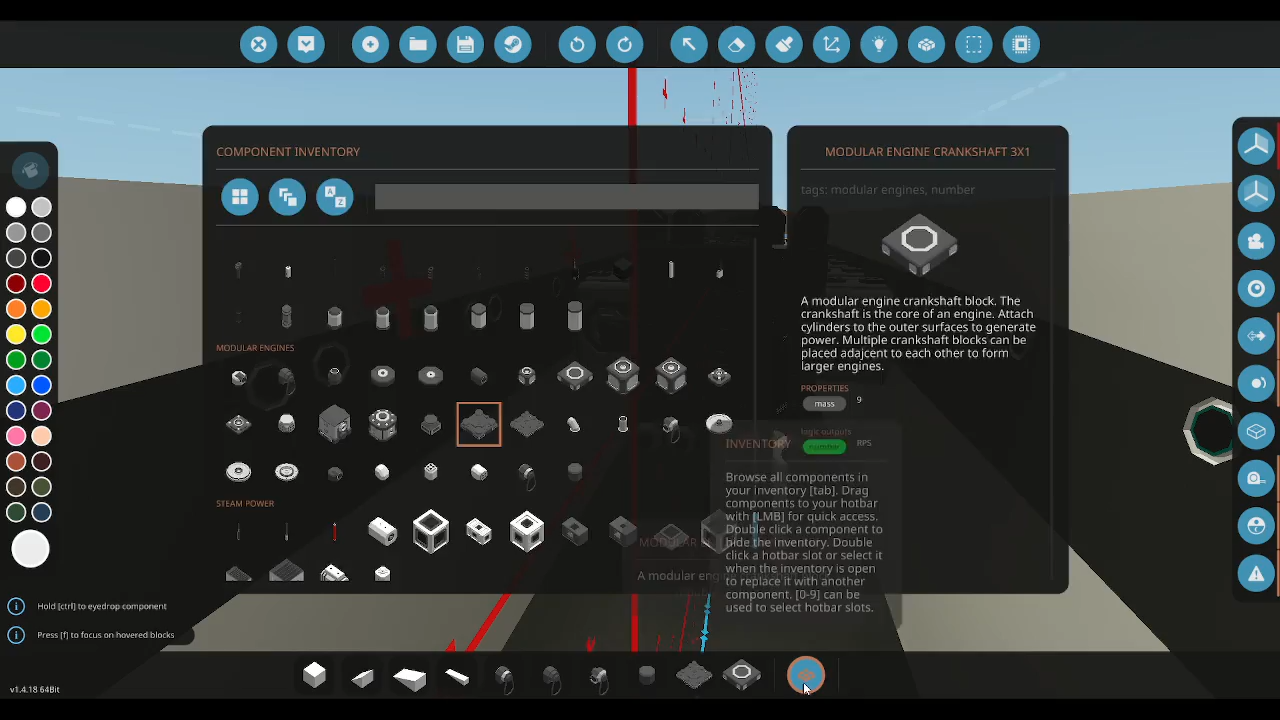 COMPONENT INVENTORY
MODULAR ENGINES
STEAM POWER
MODULAR ENGINE CRANKSHAFT 3X1
tags: modular engines, number
A modular engine crankshaft block. The
crankshaft is the core of an engine. Attach
cylinders to the outer surfaces to generate
power. Multiple crankshaft blocks can be
placed adajcent to each other to form
larger engines.
PROPERTIES
mass 9
logic outputs
number RPS
INVENTORY
Browse all components in
your inventory [tab]. Drag
components to your hotbar
with [LMB] for quick access.
Double click a component to
hide the inventory. Double
click a hotbar slot or select it
when the inventory is open
to replace it with another
component. [0-9] can be
used to select hotbar slots.
A modular eng
Hold [ctrl] to eyedrop component
Press [f] to focus on hovered blocks
v1.4.18 64Bit